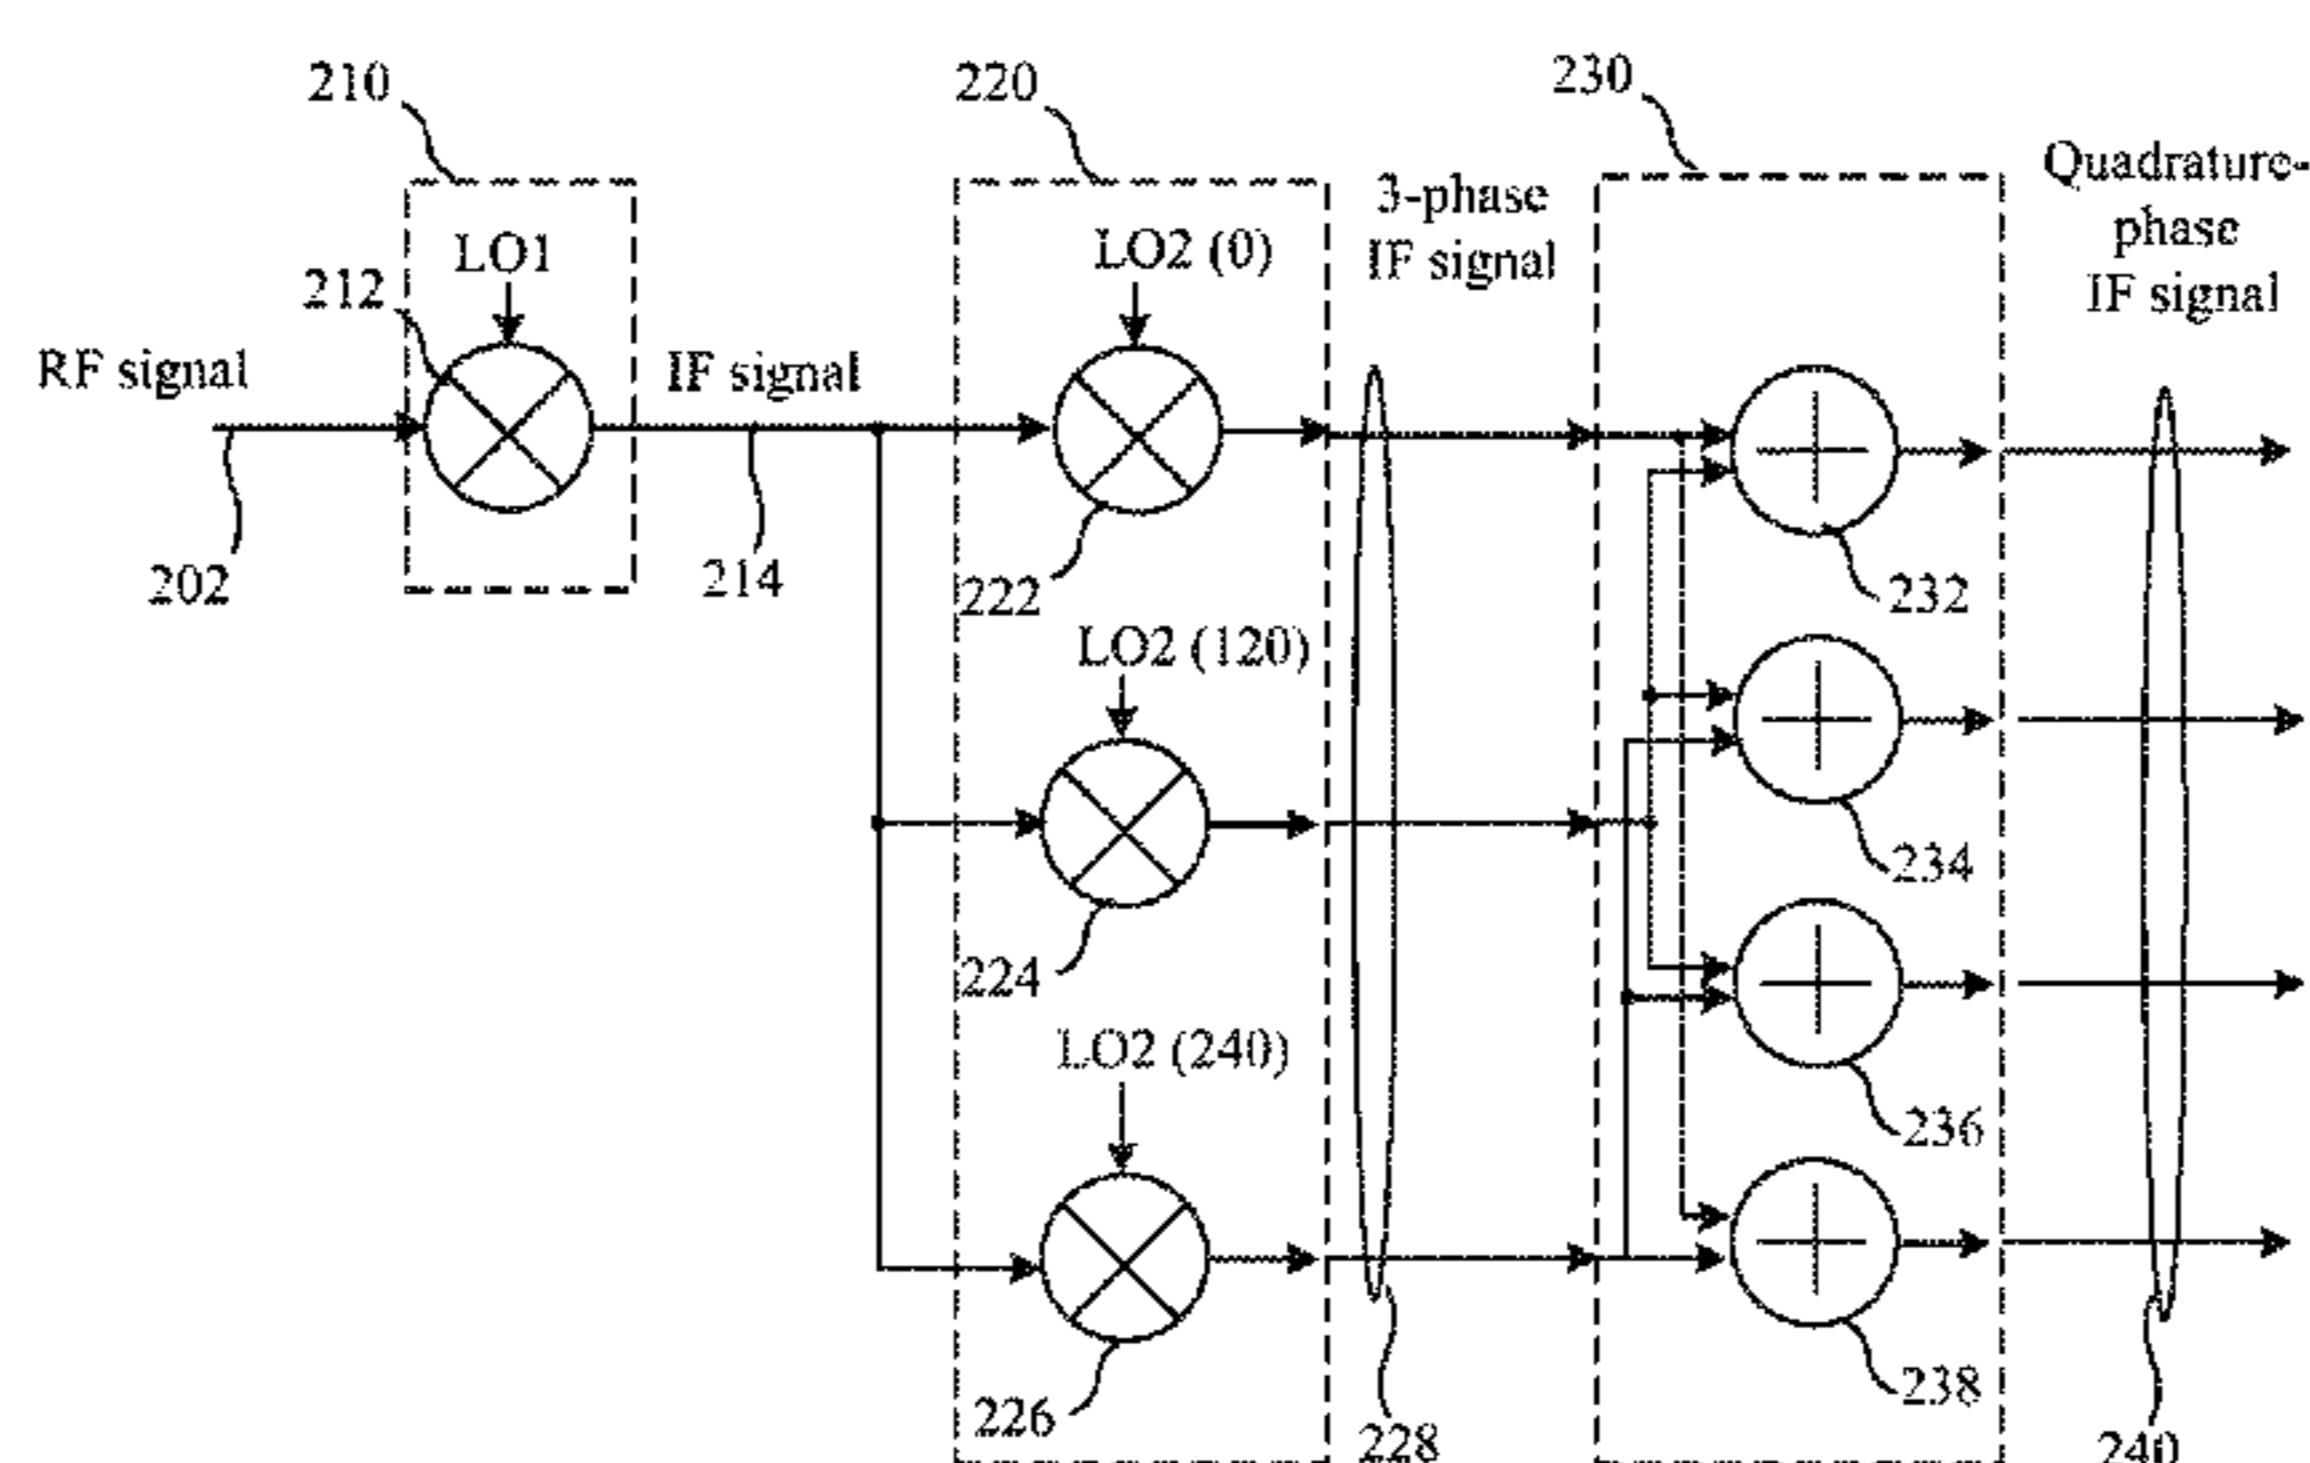 210
220
230
Quadrature-
phase
IF signal
3-phase
IF signal
LO1
LO2 (0)
212
RF signal
IF signal
202
214
222
232
LO2 (120)
234
224
LO2 (240)
236
226
238
228
240